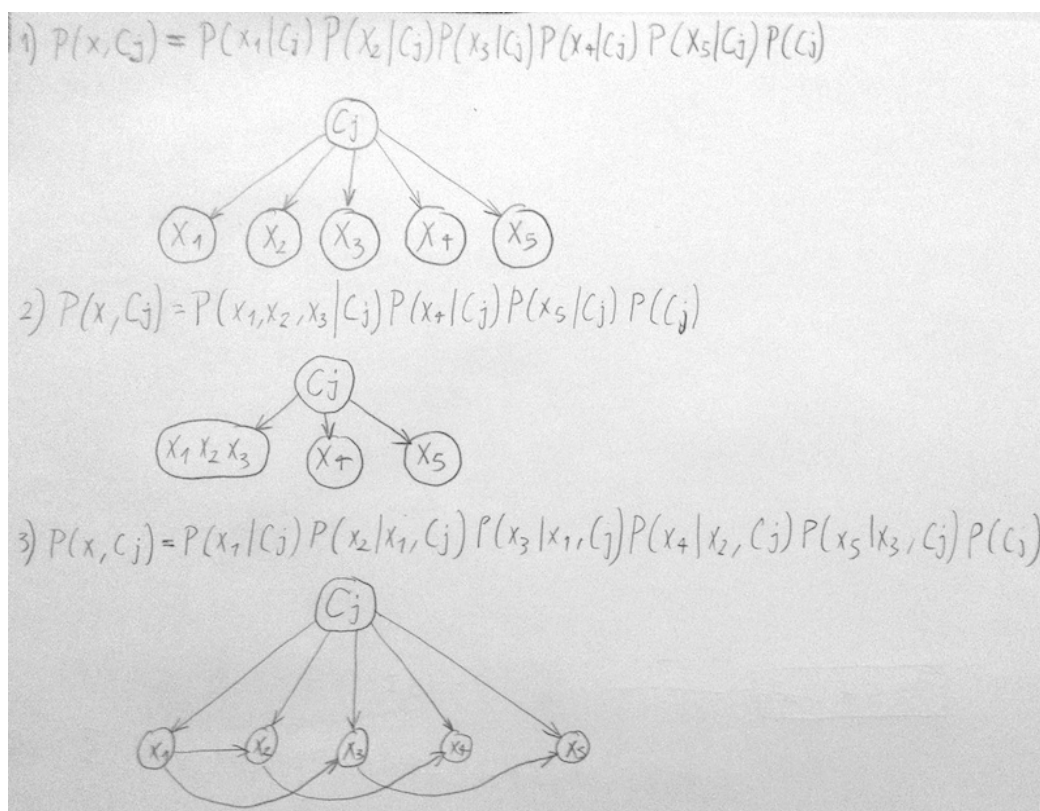 1) P(x,Cj) = P(x1|Cj) P(x2|Cj) P(x3|Cj) P(x4|Cj) P(x5|Cj) P(Cj)
Cj
X1 X2 X3 X4 X5
2) P(x,Cj) = P(x1,x2,x3|Cj) P(x4|Cj) P(x5|Cj) P(Cj)
Cj
X1 X2 X3 X4 X5
3) P(x,Cj) = P(x1|Cj) P(x2|x1,Cj) P(x3|x1,Cj) P(x4|x2,Cj) P(x5|x3,Cj) P(Cj)
Cj
X1 X2 X3 X4 X5